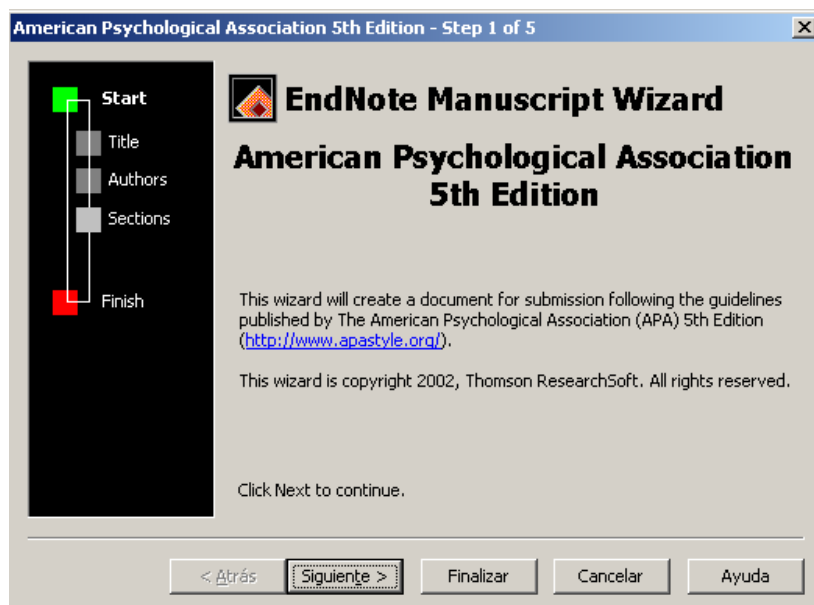 American Psychological Association 5th Edition - Step 1 of 5
Start
Title
Authors
Sections
Finish
EndNote Manuscript Wizard
American Psychological Association
5th Edition
This wizard will create a document for submission following the guidelines
published by The American Psychological Association (APA) 5th Edition
(http://www.apastyle.org/).
This wizard is copyright 2002, Thomson ResearchSoft. All rights reserved.
Click Next to continue.
< Atrás
Siguiente >
Finalizar
Cancelar
Ayuda